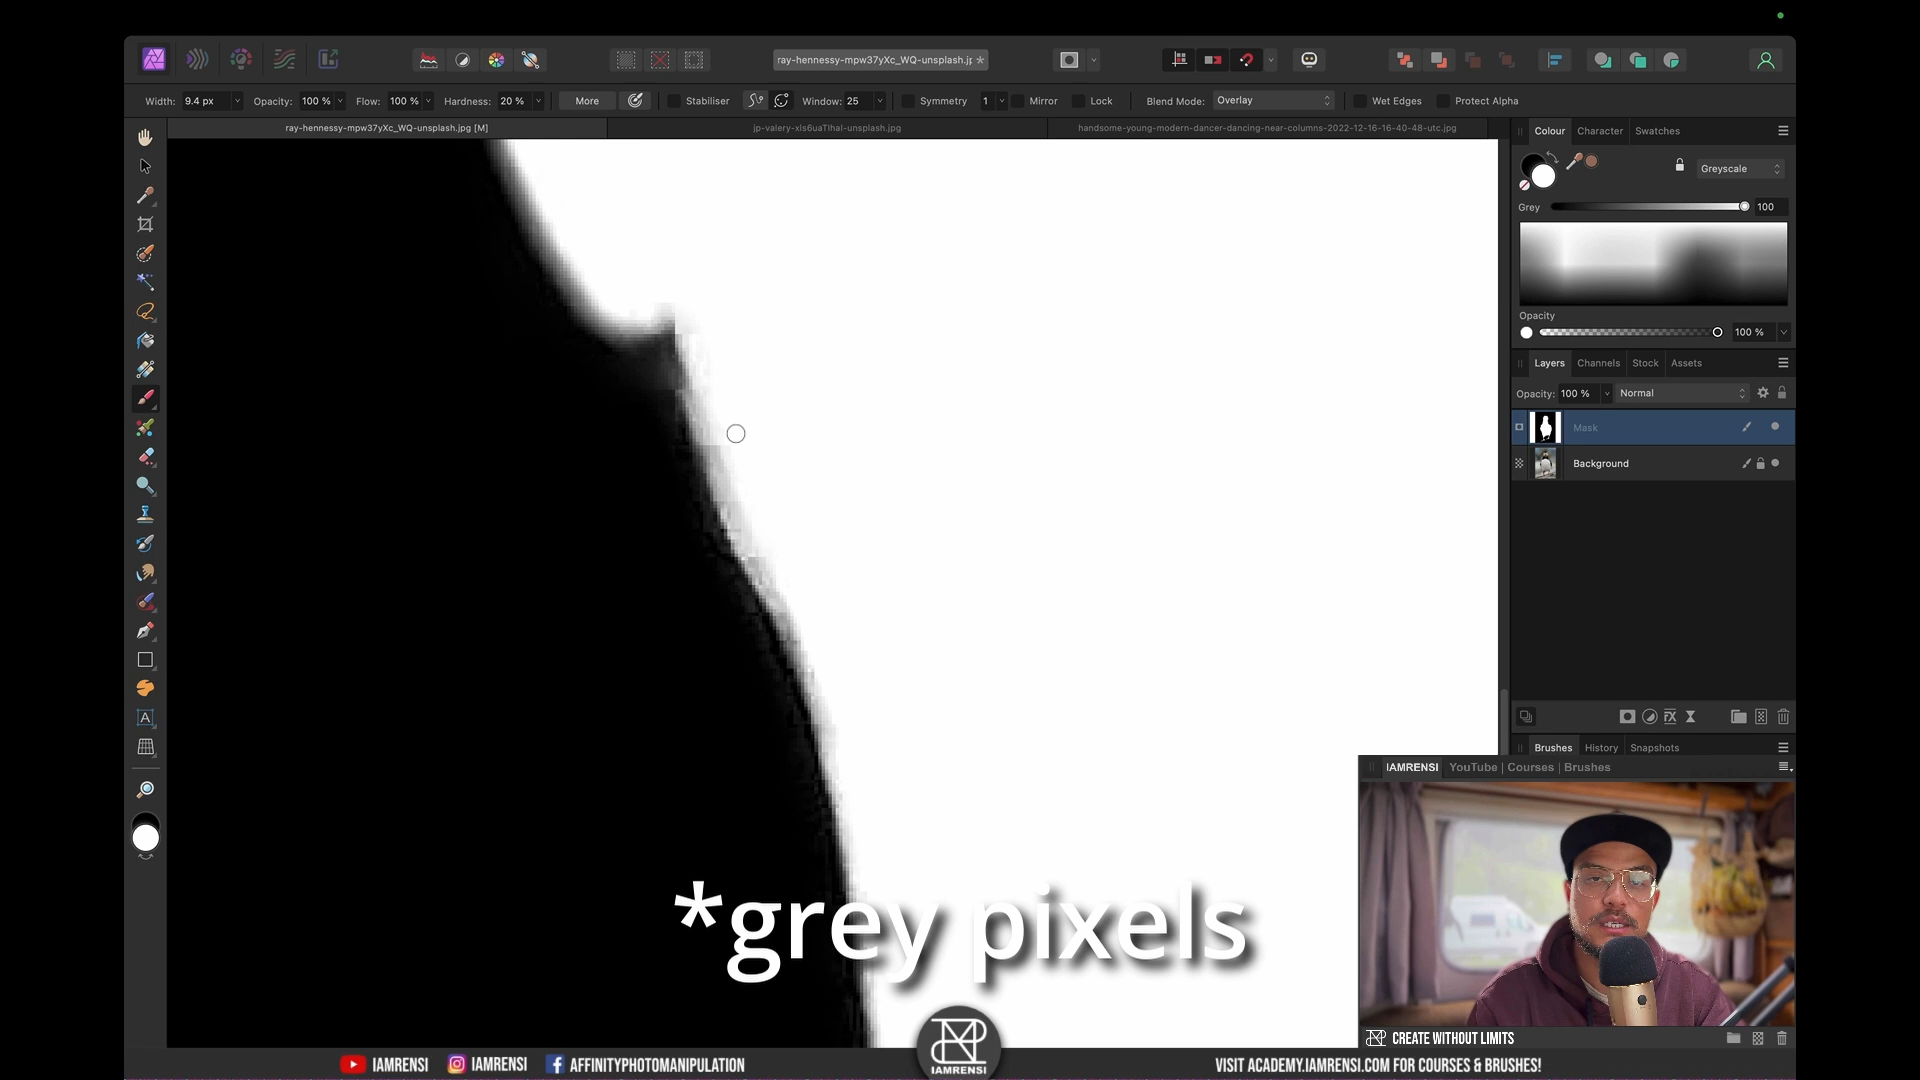 ray-hennessy-mpw37yXc_WQ-unsplash.jp *
Width: 9.4 px Opacity: 100 % Flow: 100 % Hardness: 20 % More Stabiliser Window: 25 Symmetry 1 Mirror Lock Blend Mode: Overlay Wet Edges Protect Alpha
ray-hennessy-mpw37yXc_WQ-unsplash.jpg [M] jp-valery-xls6uaTlhaI-unsplash.jpg handsome-young-modern-dancer-dancing-near-columns-2022-12-16-16-40-48-utc.jpg
Colour Character Swatches
Greyscale
Grey 100
Opacity
100 %
Layers Channels Stock Assets
Opacity: 100 % Normal
Mask
Background
Brushes History Snapshots
IAMRENSI YouTube | Courses | Brushes
*grey pixels
CREATE WITHOUT LIMITS
IAMRENSI IAMRENSI AFFINITYPHOTOMANIPULATION IAMRENSI VISIT ACADEMY.IAMRENSI.COM FOR COURSES & BRUSHES!